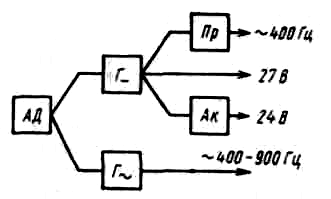 Пр
~400 Гц
Г_
27 В
АД
Ак
24 В
~400-900 Гц
Г~